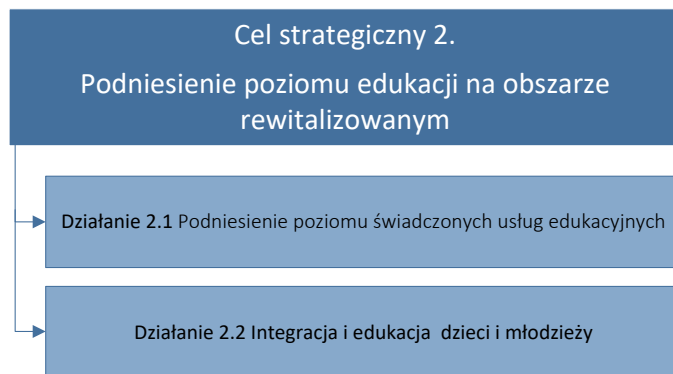 Cel strategiczny 2.
Podniesienie poziomu edukacji na obszarze
rewitalizowanym
Działanie 2.1 Podniesienie poziomu świadczonych usług edukacyjnych
Działanie 2.2 Integracja i edukacja  dzieci i młodzieży